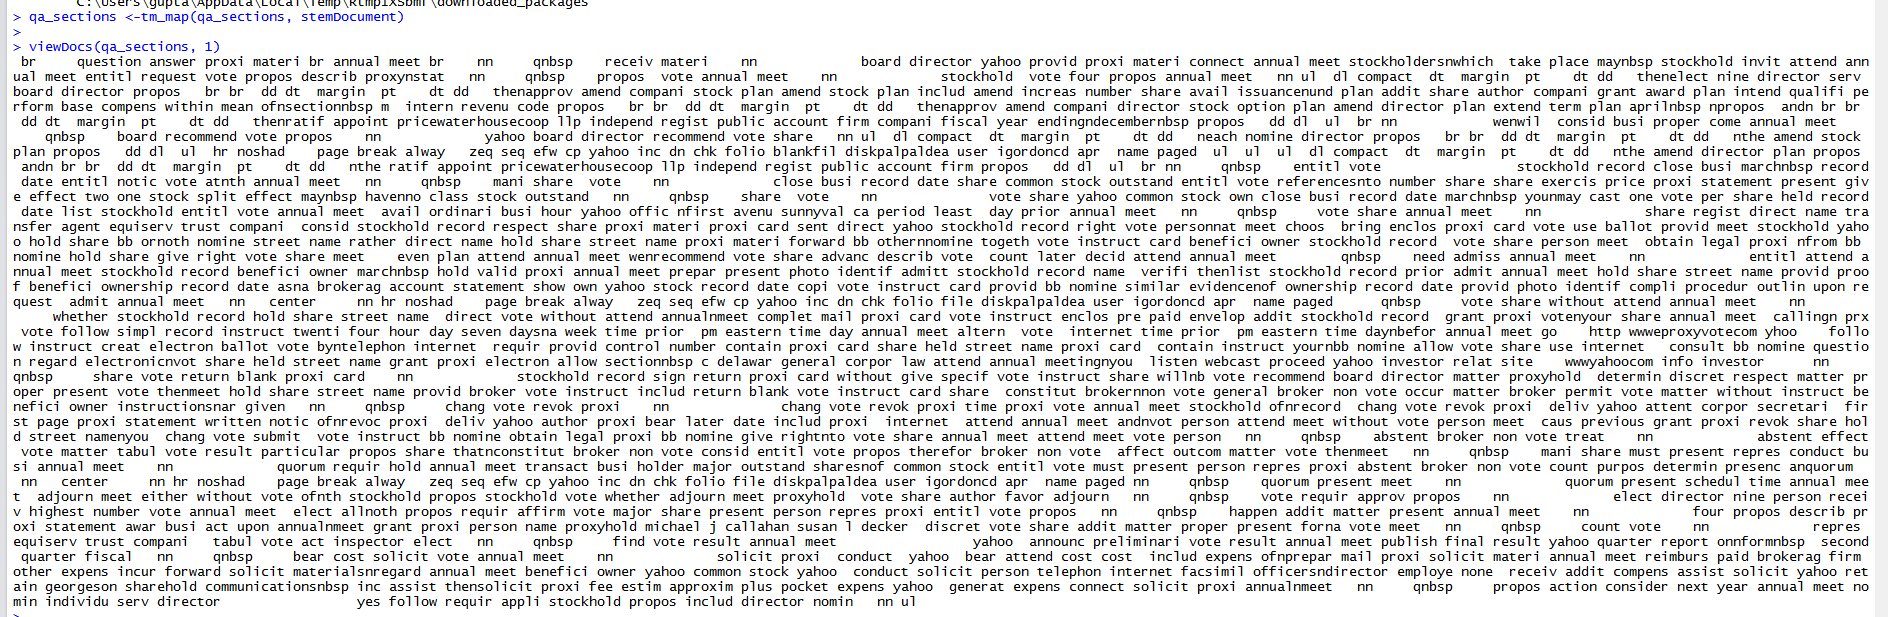 C:\Users\gupta\AppData\Local\Temp\RtmpIXSbmf\downloaded_packages
> qa_sections <-tm_map(qa_sections, stemDocument)
>
> viewDocs(qa_sections, 1)
br question answer proxi materi br annual meet br nn qnbsp receiv materi nn board director yahoo provid proxi materi connect annual meet stockholdersnwhich take place maynbsp stockhold invit attend ann
ual meet entitl request vote propos describ proxynstat nn qnbsp propos vote annual meet nn stockhold vote four propos annual meet nn ul dl compact dt margin pt dt dd thenelect nine director serv
board director propos br br dd dt margin pt dt dd thenapprov amend compani stock plan amend stock plan includ amend increas number share avail issuancenund plan addit share author compani grant award plan intend qualifi pe
rform base compens within mean ofnsectionnbsp m intern revenu code propos br br dd dt margin pt dt dd thenapprov amend compani director stock option plan amend director plan extend term plan aprilnbsp npropos andn br br
dd dt margin pt dt dd thenratif appoint pricewaterhousecoop llp independ regist public account firm compani fiscal year endingndecembernbsp propos dd dl ul br nn wenwil consid busi proper come annual meet
qnbsp board recommend vote propos nn yahoo board director recommend vote share nn ul dl compact dt margin pt dt dd neach nomine director propos br br dd dt margin pt dt dd nthe amend stock
plan propos dd dl ul hr noshad page break alway zeq seq efw cp yahoo inc dn chk folio blankfil diskpalpaldea user igordoncd apr name paged ul ul ul dl compact dt margin pt dt dd nthe amend director plan propos
andn br br dd dt margin pt dt dd nthe ratif appoint pricewaterhousecoop llp independ regist public account firm propos dd dl ul br nn qnbsp entitl vote stockhold record close busi marchnbsp nrecord
date entitl notic vote atnth annual meet nn qnbsp mani share vote nn close busi record date share common stock outstand entitl vote referencesnto number share share exercis price proxi statement present giv
e effect two one stock split effect maynbsp havenno class stock outstand nn qnbsp share vote nn vote share yahoo common stock own close busi record date marchnbsp younmay cast one vote per share held record
date list stockhold entitl vote annual meet avail ordinari busi hour yahoo offic nfirst avenu sunnyval ca period least day prior annual meet nn qnbsp vote share annual meet nn share regist direct name tra
nsfer agent equiserv trust compani consid stockhold record respect share proxi materi proxi card sent direct yahoo stockhold record right vote personnat meet choos bring enclos proxi card vote use ballot provid meet stockhold yaho
o hold share bb ornoth nomine street name rather direct name hold share street name proxi materi forward bb othernnomine togeth vote instruct card benefici owner stockhold record vote share person meet obtain legal proxi nfrom bb
nomine hold share give right vote share meet even plan attend annual meet wenrecommend vote share advanc describ vote count later decid attend annual meet qnbsp need admiss annual meet nn entitl attend a
nnual meet stockhold record benefici owner marchnbsp hold valid proxi annual meet prepar present photo identif admitt stockhold record name verifi thenlist stockhold record prior admit annual meet hold share street name provid proo
f benefici ownership record date asna brokerag account statement show own yahoo stock record date copi vote instruct card provid bb nomine similar evidencenof ownership record date provid photo identif compli procedur outlin upon re
quest admit annual meet nn center nn hr noshad page break alway zeq seq efw cp yahoo inc dn chk folio file diskpalpaldea user igordoncd apr name paged qnbsp vote share without attend annual meet nn
whether stockhold record hold share street name direct vote without attend annualnmeet complet mail proxi card vote instruct enclos pre paid envelop addit stockhold record grant proxi votenyour share annual meet callingn prx
vote follow simpl record instruct twenti four hour day seven daysna week time prior pm eastern time day annual meet altern vote internet time prior pm eastern time daynbefor annual meet go http wwweproxyvotecom yhoo follo
w instruct creat electron ballot vote byntelephon internet requir provid control number contain proxi card share held street name proxi card contain instruct yournbb nomine allow vote share use internet consult bb nomine questio
n regard electronicnvot share held street name grant proxi electron allow sectionnbsp c delawar general corpor law attend annual meetingnyou listen webcast proceed yahoo investor relat site wwwyahoocom info investor nn
qnbsp share vote return blank proxi card nn stockhold record sign return proxi card without give specif vote instruct share willnb vote recommend board director matter proxyhold determin discret respect matter pr
oper present vote thenmeet hold share street name provid broker vote instruct includ return blank vote instruct card share constitut brokernnon vote general broker non vote occur matter broker permit vote matter without instruct be
nefici owner instructionsnar given nn qnbsp chang vote revok proxi nn chang vote revok proxi time proxi vote annual meet stockhold ofnrecord chang vote revok proxi deliv yahoo attent corpor secretari fir
st page proxi statement written notic ofnrevoc proxi deliv yahoo author proxi bear later date includ proxi internet attend annual meet andnvot person attend meet without vote person meet caus previous grant proxi revok share hol
d street namenyou chang vote submit vote instruct bb nomine obtain legal proxi bb nomine give rightnto vote share annual meet attend meet vote person nn qnbsp abstent broker non vote treat nn abstent effect
vote matter tabul vote result particular propos share thatnconstitut broker non vote consid entitl vote propos therefor broker non vote affect outcom matter vote thenmeet nn qnbsp mani share must present repres conduct bu
si annual meet nn quorum requir hold annual meet transact busi holder major outstand sharesnof common stock entitl vote must present person repres proxi abstent broker non vote count purpos determin presenc anquorum
nn center nn hr noshad page break alway zeq seq efw cp yahoo inc dn chk folio file diskpalpaldea user igordoncd apr name paged nn qnbsp quorum present meet nn quorum present schedul time annual mee
t adjourn meet either without vote ofnth stockhold propos stockhold vote whether adjourn meet proxyhold vote share author favor adjourn nn qnbsp vote requir approv propos nn elect director nine person recei
v highest number vote annual meet elect allnoth propos requir affirm vote major share present person repres proxi entitl vote propos nn qnbsp happen addit matter present annual meet nn four propos describ pr
oxi statement awar busi act upon annualnmeet grant proxi person name proxyhold michael j callahan susan l decker discret vote share addit matter proper present forna vote meet nn qnbsp count vote nn repres
equiserv trust compani tabul vote act inspector elect nn qnbsp find vote result annual meet yahoo announc preliminari vote result annual meet publish final result yahoo quarter report onnformnbsp second
quarter fiscal nn qnbsp bear cost solicit vote annual meet nn solicit proxi conduct yahoo bear attend cost cost includ expens ofnprepar mail proxi solicit materi annual meet reimburs paid brokerag firm
other expens incur forward solicit materialsnregard annual meet benefici owner yahoo common stock yahoo conduct solicit person telephon internet facsimil officersndirector employe none receiv addit compens assist solicit yahoo ret
ain georgeson sharehold communicationsnbsp inc assist thensolicit proxi fee estim approxim plus pocket expens yahoo generat expens connect solicit proxi annualnmeet nn qnbsp propos action consider next year annual meet no
min individu serv director yes follow requir appli stockhold propos includ director nomin nn ul
>